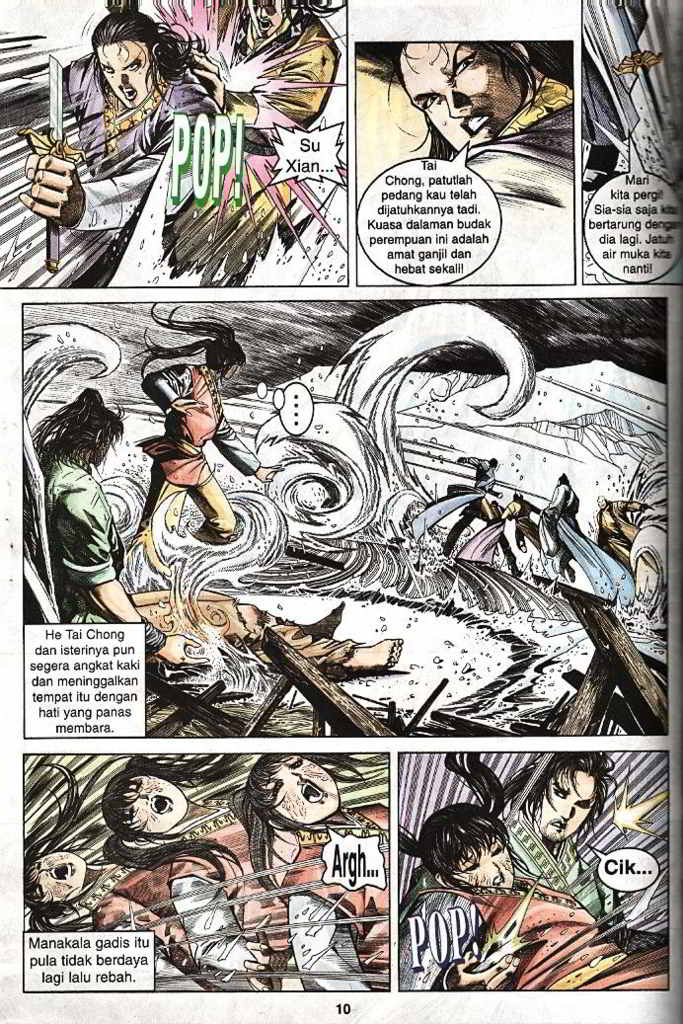 POP!
Su
Xian...
Tai
Chong, patutlah
pedang kau telah
dijatuhkannya tadi.
Kuasa dalaman budak
perempuan ini adalah
amat ganjil dan
hebat sekali!
Mari
kita pergi!
Sia-sia saja kita
bertarung dengan
dia lagi. Jatuh
air muka kita
nanti!
He Tai Chong
dan isterinya pun
segera angkat kaki
dan meninggalkan
tempat itu dengan
hati yang panas
membara.
Argh...
Manakala gadis itu
pula tidak berdaya
lagi lalu rebah.
Cik...
POP!
10